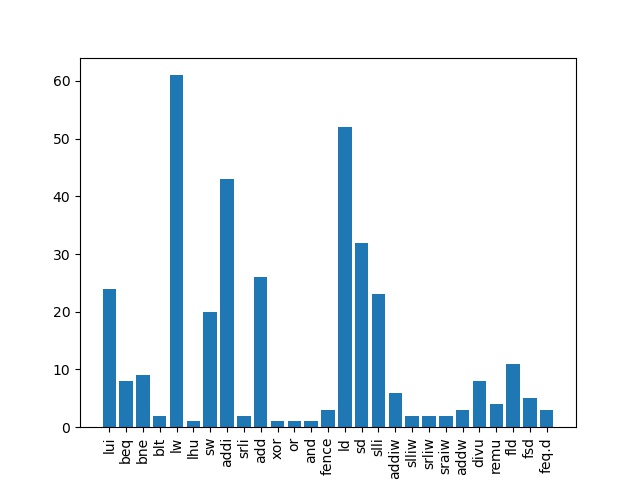 60
50
40
30
20
10
0
lui
beq
bne
blt
lw
lhu
sw
addi
srli
add
xor
or
and
fence
ld
sd
slli
addiw
slliw
srliw
sraiw
addw
divu
remu
fld
fsd
feq.d